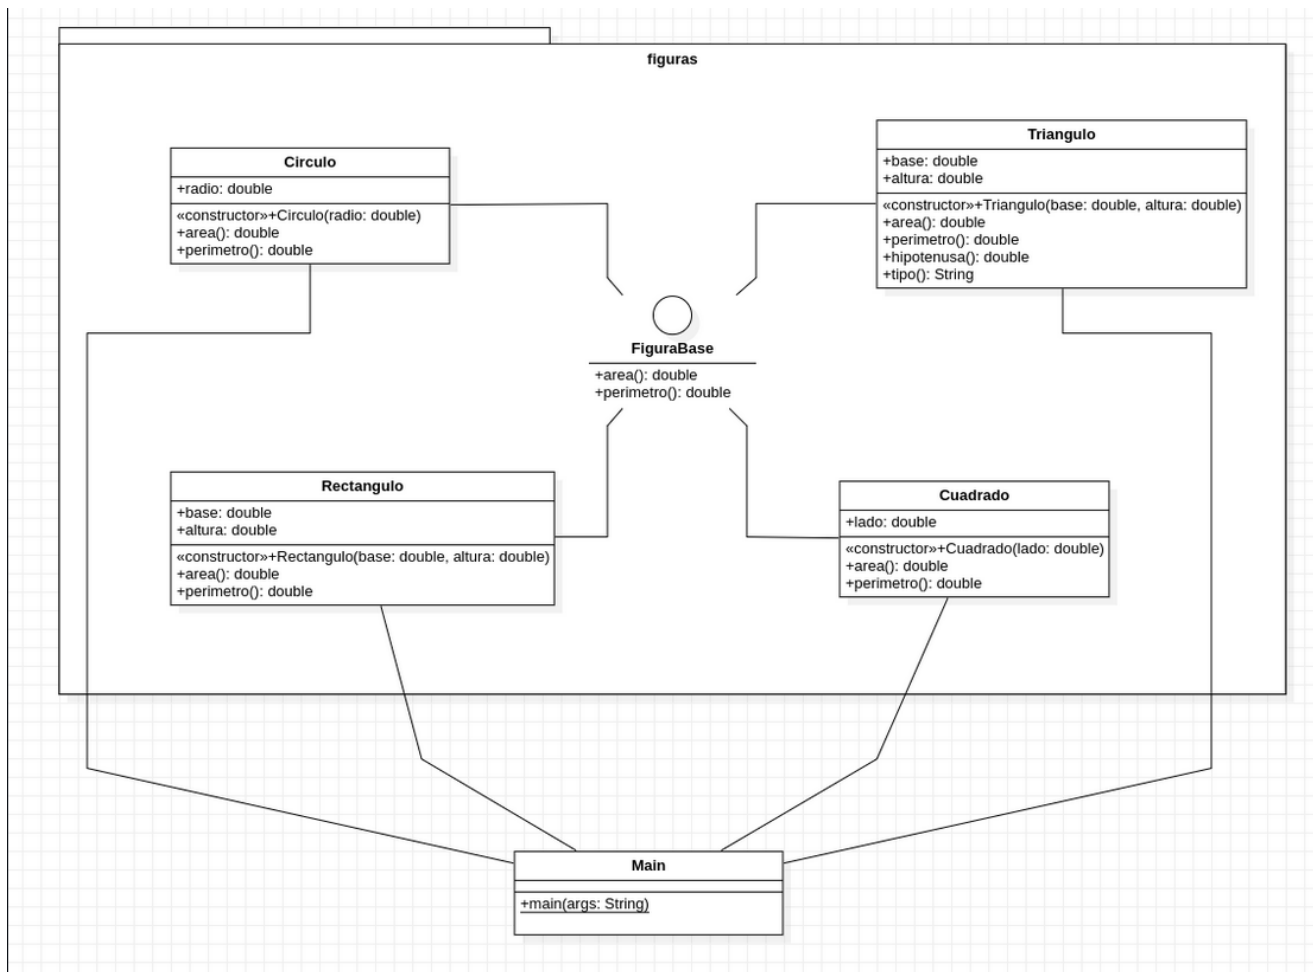 figuras
Circulo
+radio: double
«constructor»+Circulo(radio: double)
+area(): double
+perimetro(): double
Triangulo
+base: double
+altura: double
«constructor»+Triangulo(base: double, altura: double)
+area(): double
+perimetro(): double
+hipotenusa(): double
+tipo(): String
FiguraBase
+area(): double
+perimetro(): double
Rectangulo
+base: double
+altura: double
«constructor»+Rectangulo(base: double, altura: double)
+area(): double
+perimetro(): double
Cuadrado
+lado: double
«constructor»+Cuadrado(lado: double)
+area(): double
+perimetro(): double
Main
+main(args: String)